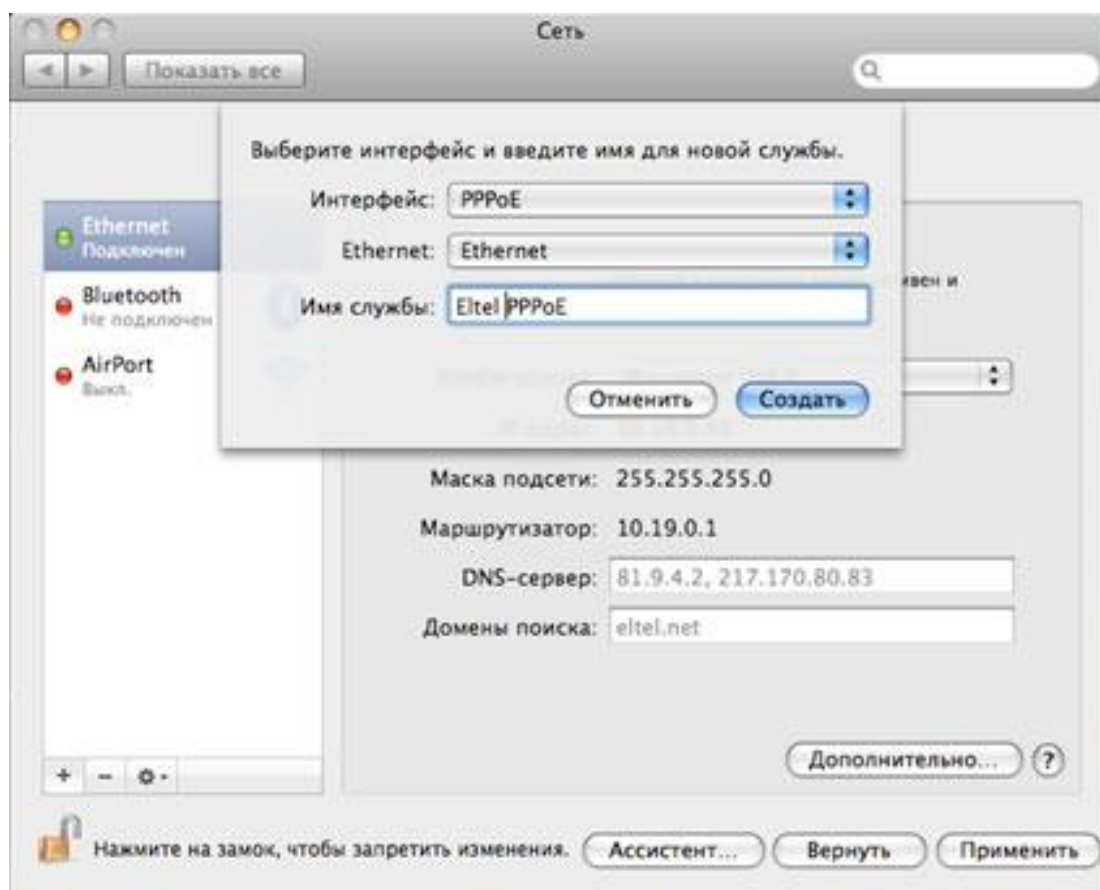 Сеть
Показать все
Выберите интерфейс и введите имя для новой службы.
Интерфейс: PPPoE
Ethernet: Ethernet
Имя службы: Eltel PPPoE
Отменить Создать
Ethernet
Подключен
Bluetooth
Не подключен
AirPort
Выкл.
Маска подсети: 255.255.255.0
Маршрутизатор: 10.19.0.1
DNS-сервер: 81.9.4.2, 217.170.80.83
Домены поиска: eltel.net
Дополнительно... ?
Нажмите на замок, чтобы запретить изменения. Ассистент... Вернуть Применить